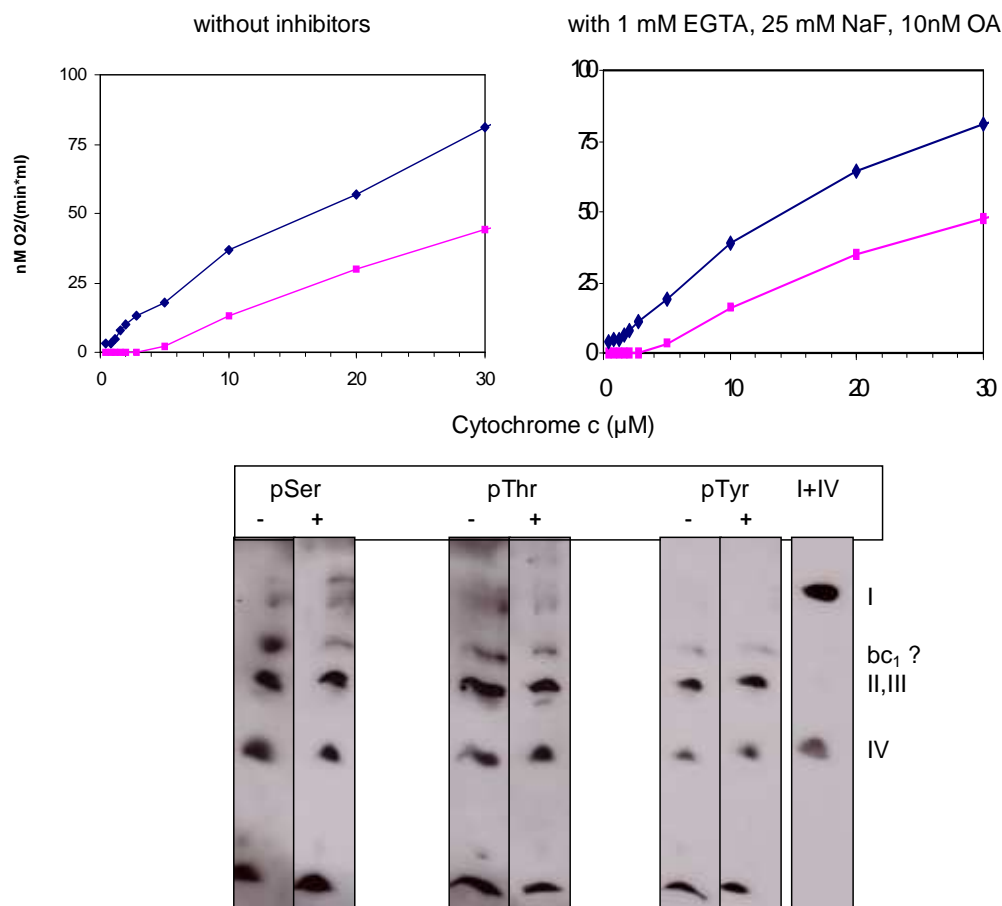 without inhibitors
with 1 mM EGTA, 25 mM NaF, 10nM OA
nM O2/(min*ml)
100
75
50
25
0
0 10 20 30
100
75
50
25
0
0 10 20 30
Cytochrome c (µM)
pSer pThr pTyr I+IV
- + - + - +
I
bc₁ ?
II,III
IV